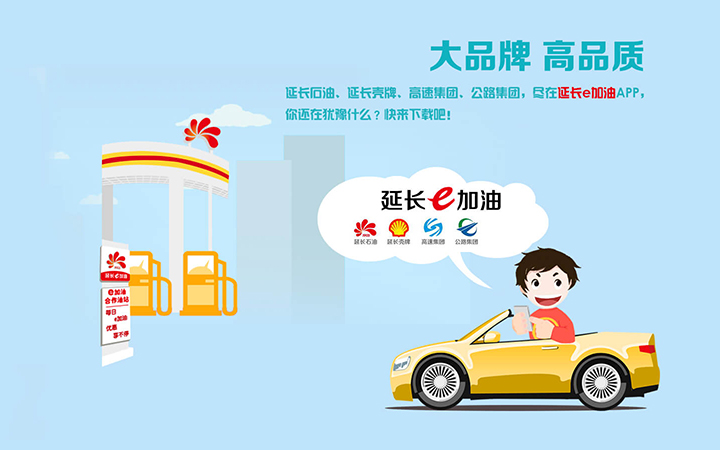 大品牌 高品质
延长石油、延长壳牌、高速集团、公路集团，尽在延长e加油APP，
你还在犹豫什么？快来下载吧！
延长e加油
延长石油 延长壳牌 高速集团 公路集团
延长e加油
e加油
合作油站
每日
e加油
优惠
享不停